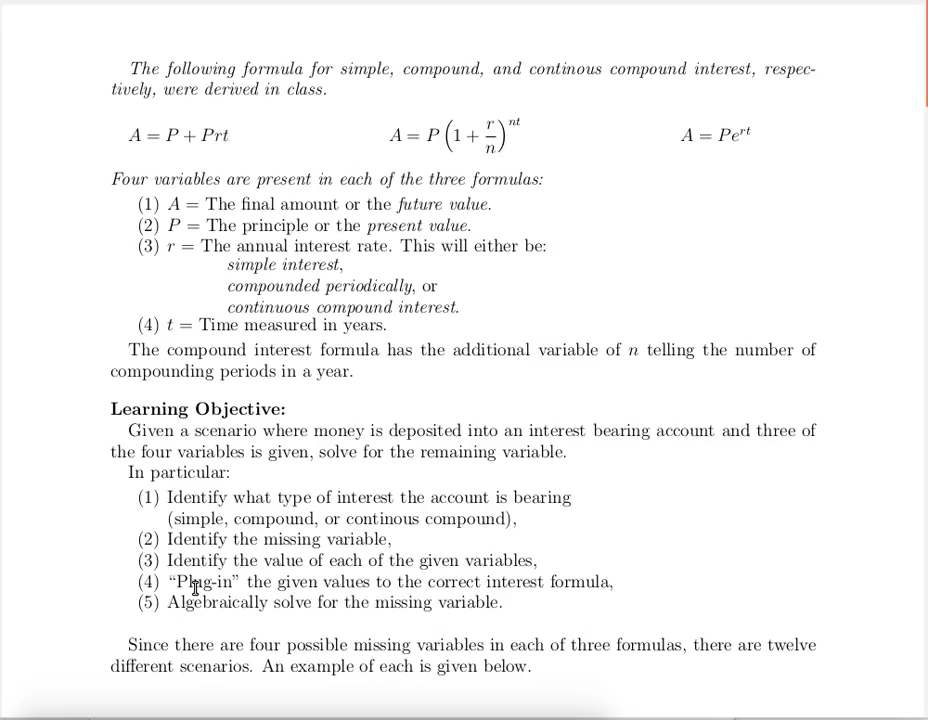 The following formula for simple, compound, and continous compound interest, respec-
tively, were derived in class.
A = P + Prt    A = P(1 + r/n)^{nt}    A = Pe^{rt}
Four variables are present in each of the three formulas:
(1) A = The final amount or the future value.
(2) P = The principle or the present value.
(3) r = The annual interest rate. This will either be:
simple interest,
compounded periodically, or
continuous compound interest.
(4) t = Time measured in years.
The compound interest formula has the additional variable of n telling the number of
compounding periods in a year.
Learning Objective:
Given a scenario where money is deposited into an interest bearing account and three of
the four variables is given, solve for the remaining variable.
In particular:
(1) Identify what type of interest the account is bearing
(simple, compound, or continous compound),
(2) Identify the missing variable,
(3) Identify the value of each of the given variables,
(4) “Plug-in” the given values to the correct interest formula,
(5) Algebraically solve for the missing variable.
Since there are four possible missing variables in each of three formulas, there are twelve
different scenarios. An example of each is given below.